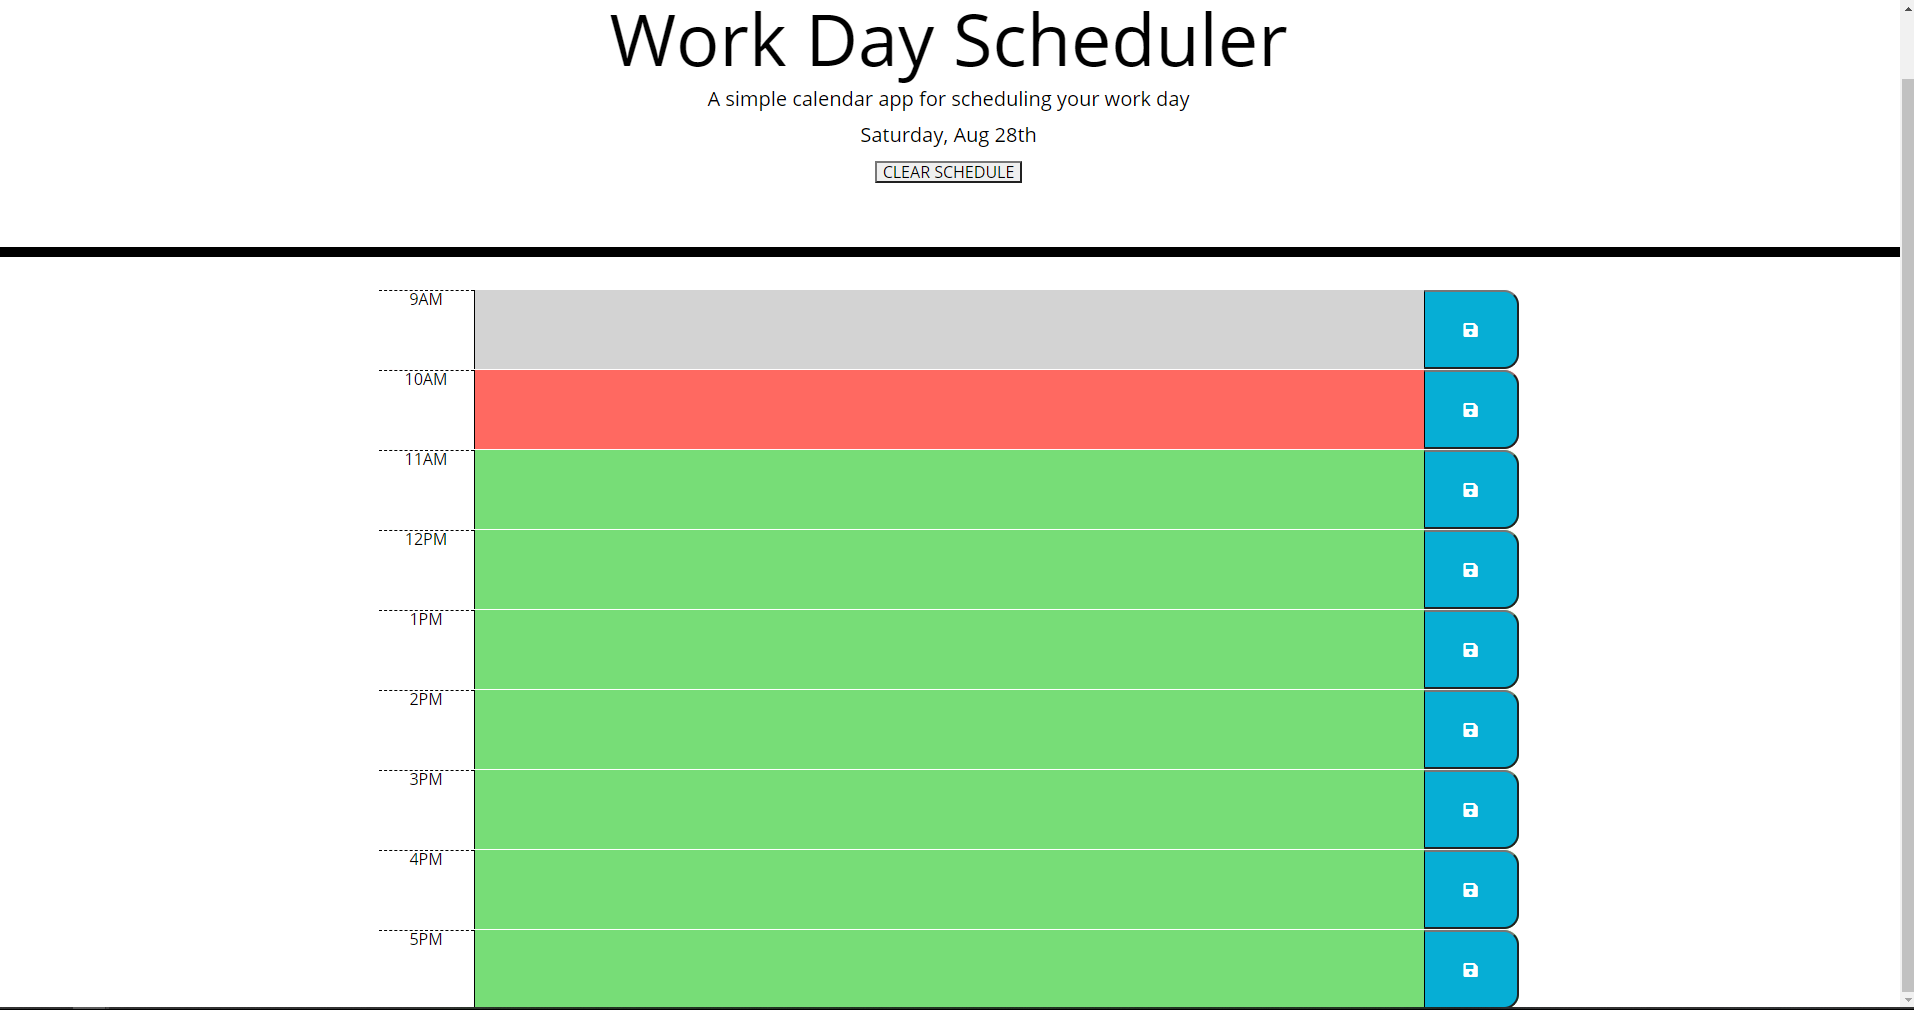 Work Day Scheduler
A simple calendar app for scheduling your work day
Saturday, Aug 28th
CLEAR SCHEDULE
9AM
10AM
11AM
12PM
1PM
2PM
3PM
4PM
5PM